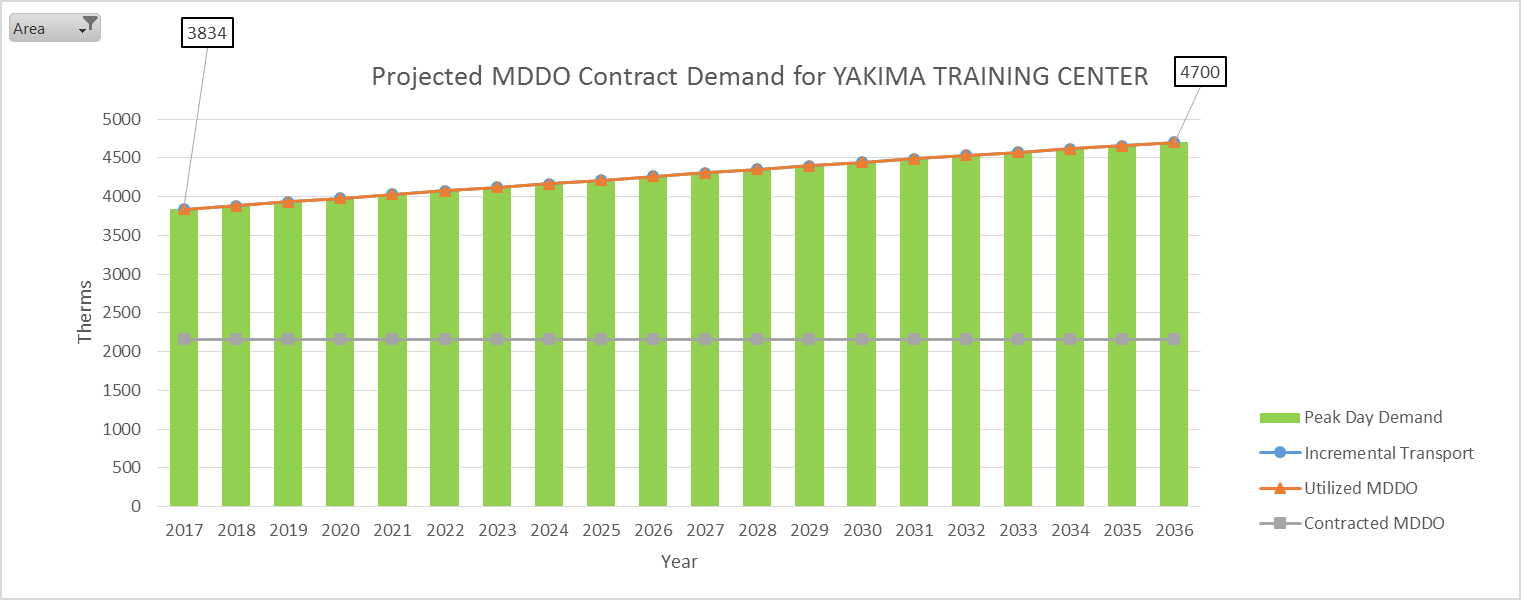 Area
3834
Projected MDDO Contract Demand for YAKIMA TRAINING CENTER
4700
5000
4500
4000
3500
3000
2500
2000
1500
1000
500
0
Therms
2017 2018 2019 2020 2021 2022 2023 2024 2025 2026 2027 2028 2029 2030 2031 2032 2033 2034 2035 2036
Year
Peak Day Demand
Incremental Transport
Utilized MDDO
Contracted MDDO